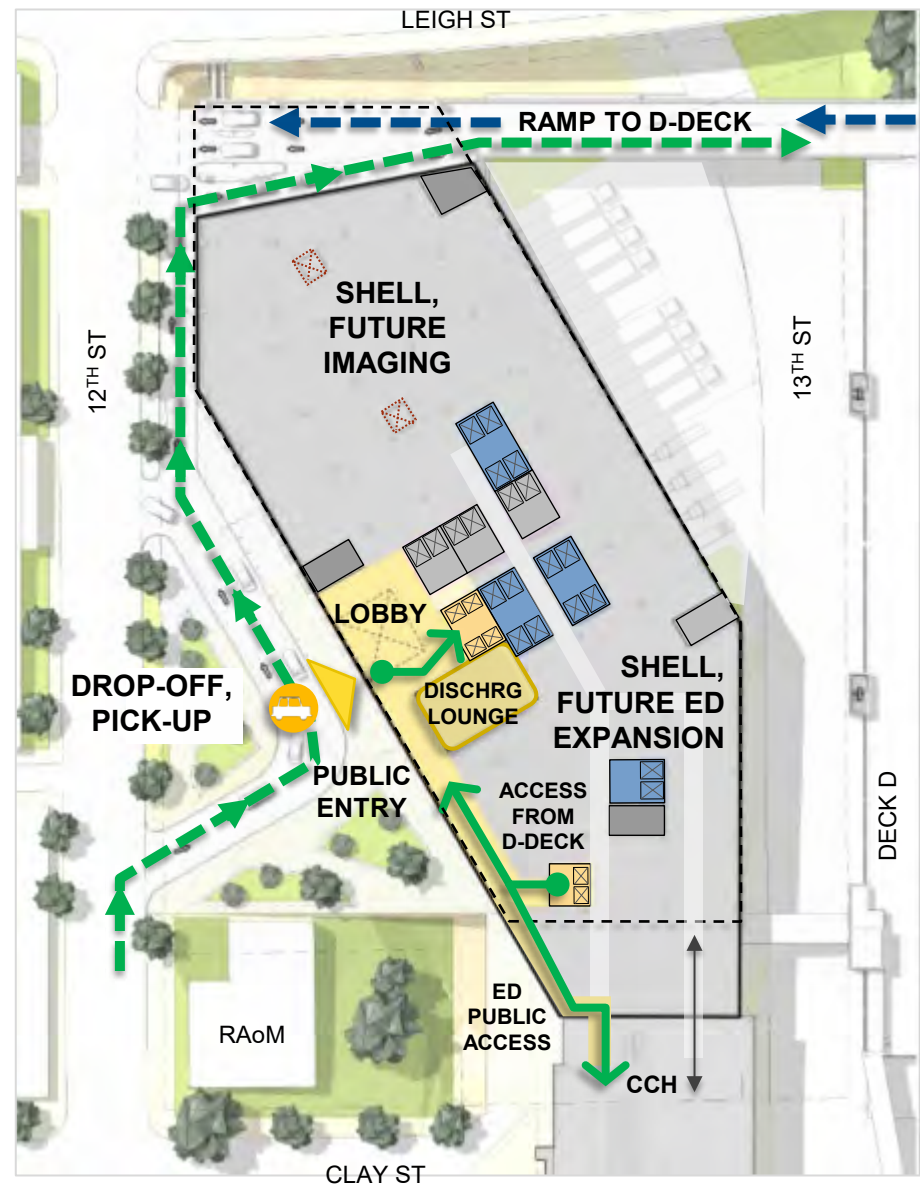 LEIGH ST
RAMP TO D-DECK
SHELL,
FUTURE
IMAGING
12TH ST
13TH ST
LOBBY
DISCHRG
LOUNGE
SHELL,
FUTURE ED
EXPANSION
DROP-OFF,
PICK-UP
PUBLIC
ENTRY
ACCESS
FROM
D-DECK
DECK D
ED
PUBLIC
ACCESS
RAoM
CCH
CLAY ST